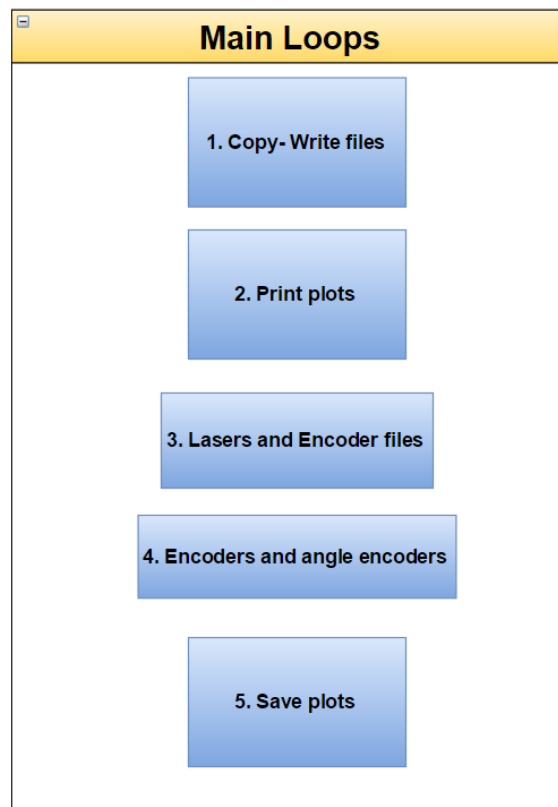 Main Loops
1. Copy- Write files
2. Print plots
3. Lasers and Encoder files
4. Encoders and angle encoders
5. Save plots